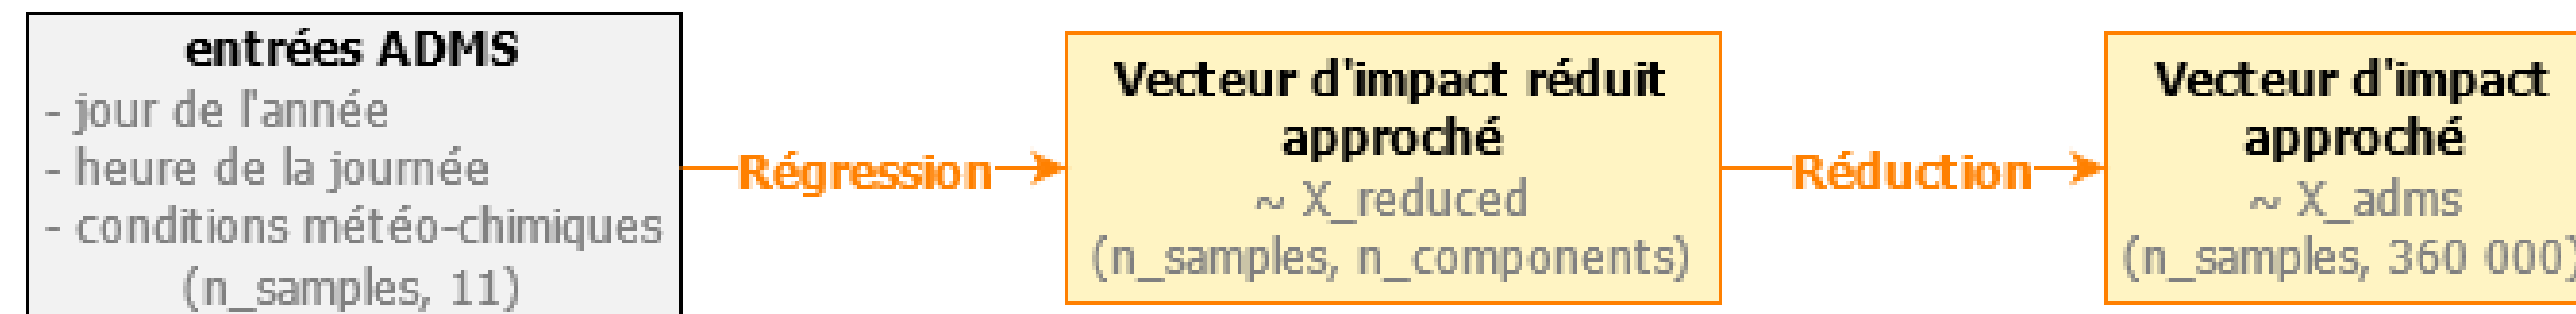 entrées ADMS
- jour de l'année
- heure de la journée
- conditions météo-chimiques
(n_samples, 11)
Régression
Vecteur d'impact réduit
approché
~ X_reduced
(n_samples, n_components)
Réduction
Vecteur d'impact
approché
~ X_adms
(n_samples, 360 000)